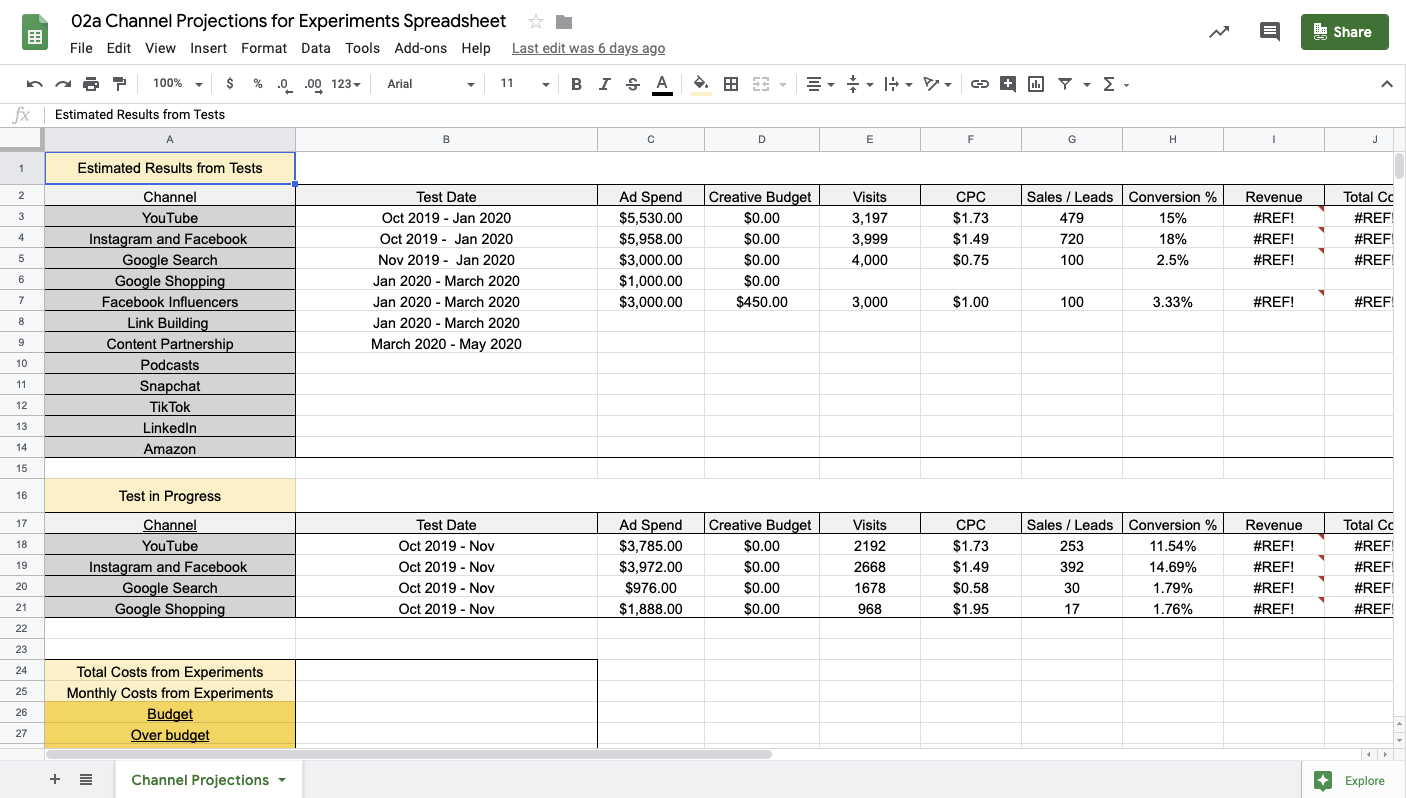 02a Channel Projections for Experiments Spreadsheet
File Edit View Insert Format Data Tools Add-ons Help Last edit was 6 days ago
Share
100% $ % .0 .00 123 Arial 11 B I S A
fx Estimated Results from Tests
A B C D E F G H I J
1 Estimated Results from Tests
2 Channel Test Date Ad Spend Creative Budget Visits CPC Sales / Leads Conversion % Revenue Total Co
3 YouTube Oct 2019 - Jan 2020 $5,530.00 $0.00 3,197 $1.73 479 15% #REF! #REF!
4 Instagram and Facebook Oct 2019 - Jan 2020 $5,958.00 $0.00 3,999 $1.49 720 18% #REF! #REF!
5 Google Search Nov 2019 - Jan 2020 $3,000.00 $0.00 4,000 $0.75 100 2.5% #REF! #REF!
6 Google Shopping Jan 2020 - March 2020 $1,000.00 $0.00
7 Facebook Influencers Jan 2020 - March 2020 $3,000.00 $450.00 3,000 $1.00 100 3.33% #REF! #REF!
8 Link Building Jan 2020 - March 2020
9 Content Partnership March 2020 - May 2020
10 Podcasts
11 Snapchat
12 TikTok
13 LinkedIn
14 Amazon
15
16 Test in Progress
17 Channel Test Date Ad Spend Creative Budget Visits CPC Sales / Leads Conversion % Revenue Total Co
18 YouTube Oct 2019 - Nov $3,785.00 $0.00 2192 $1.73 253 11.54% #REF! #REF!
19 Instagram and Facebook Oct 2019 - Nov $3,972.00 $0.00 2668 $1.49 392 14.69% #REF! #REF!
20 Google Search Oct 2019 - Nov $976.00 $0.00 1678 $0.58 30 1.79% #REF! #REF!
21 Google Shopping Oct 2019 - Nov $1,888.00 $0.00 968 $1.95 17 1.76% #REF! #REF!
22
23
24 Total Costs from Experiments
25 Monthly Costs from Experiments
26 Budget
27 Over budget
Channel Projections
Explore